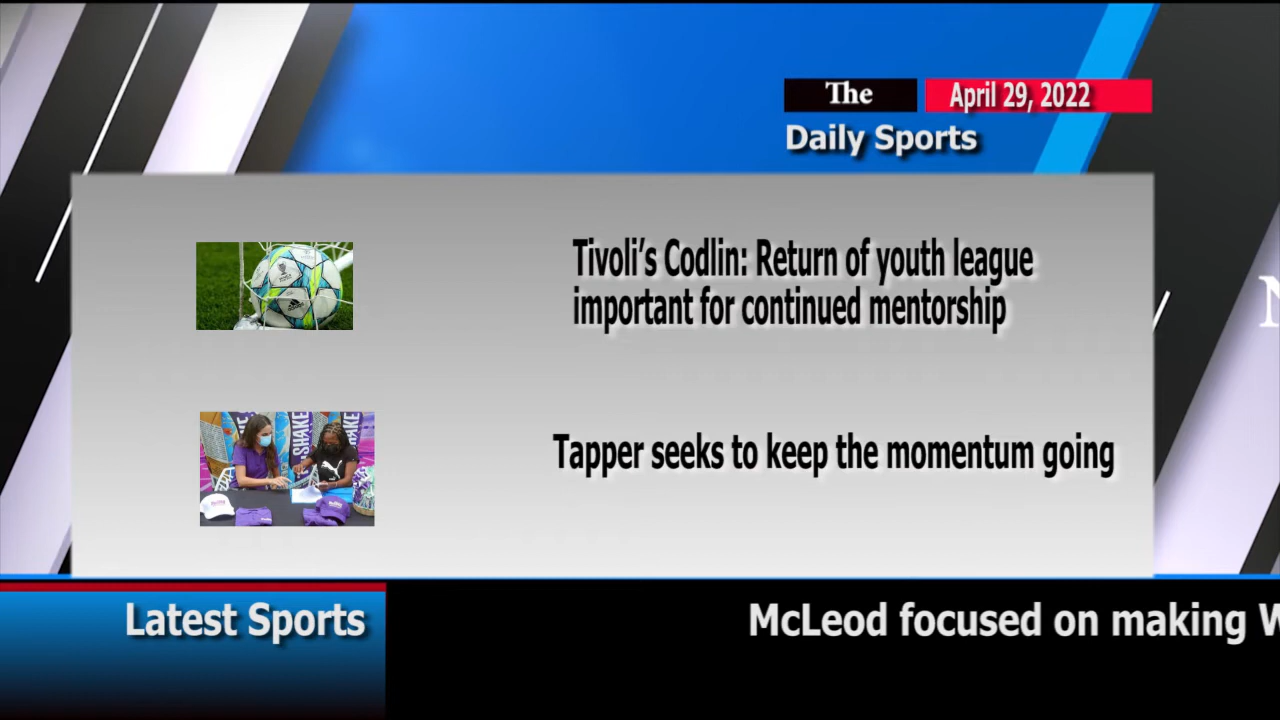 The
April 29, 2022
Daily Sports
Tivoli’s Codlin: Return of youth league
important for continued mentorship
SHAKE
Tapper seeks to keep the momentum going
Latest Sports
McLeod focused on making W